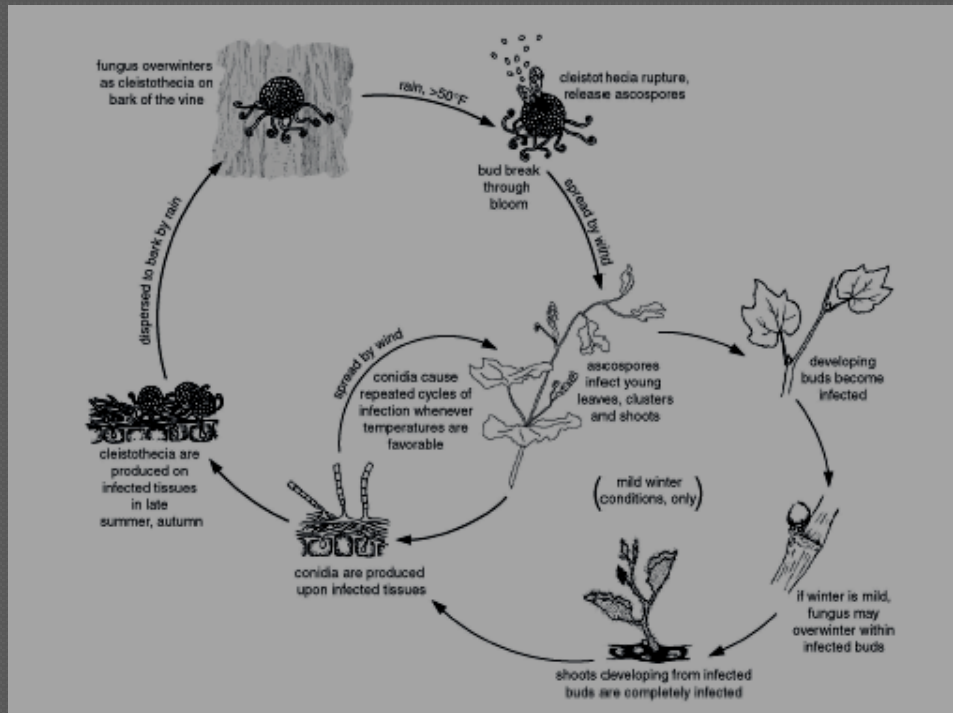 fungus overwinters
as cleistothecia on
bark of the vine
rain, >50°F
cleistothecia rupture,
release ascospores
bud break
through
bloom
spread by wind
dispersed to bark by rain
spread by wind
conidia cause
repeated cycles of
infection whenever
temperatures are
favorable
ascospores
infect young
leaves, clusters
and shoots
developing
buds become
infected
cleistothecia are
produced on
infected tissues
in late
summer, autumn
(mild winter
conditions, only)
conidia are produced
upon infected tissues
if winter is mild,
fungus may
overwinter within
infected buds
shoots developing from infected
buds are completely infected